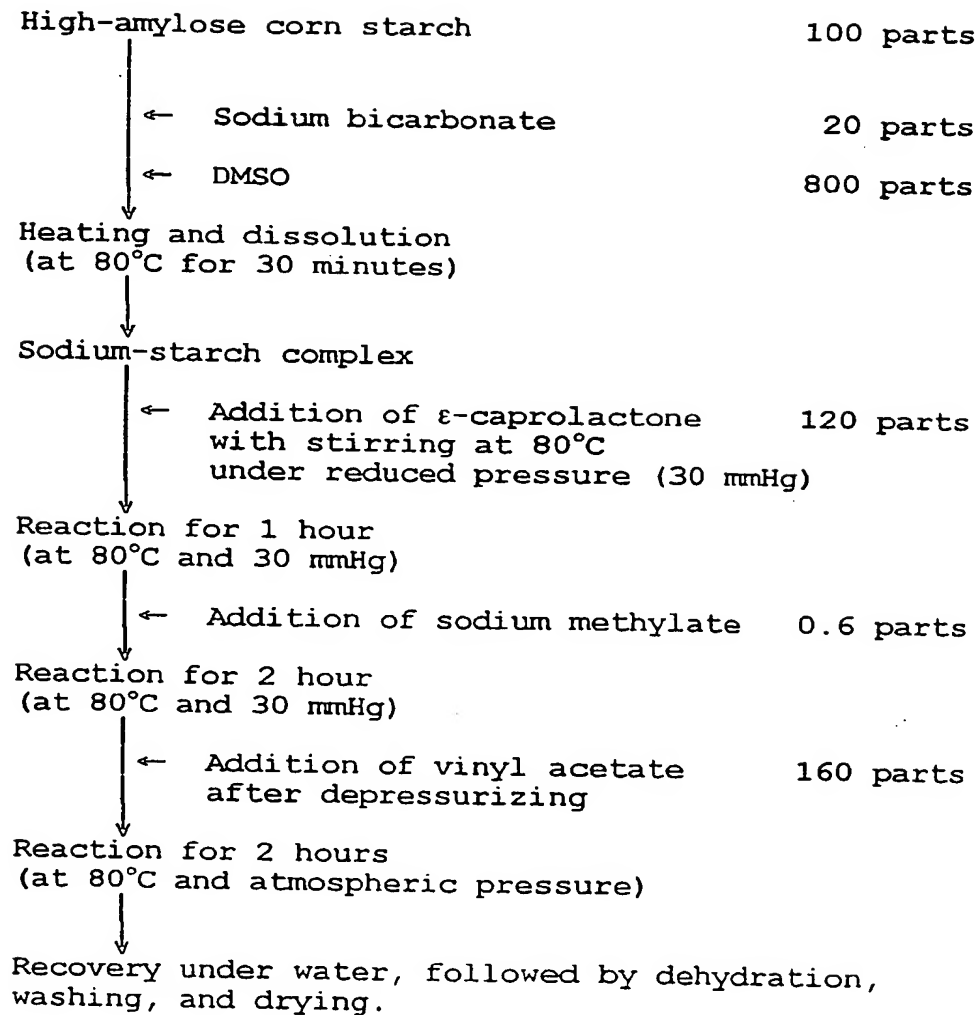 High-amylose corn starch 100 parts
← Sodium bicarbonate 20 parts
← DMSO 800 parts
Heating and dissolution
(at 80°C for 30 minutes)
Sodium-starch complex
← Addition of ε-caprolactone 120 parts
with stirring at 80°C
under reduced pressure (30 mmHg)
Reaction for 1 hour
(at 80°C and 30 mmHg)
← Addition of sodium methylate 0.6 parts
Reaction for 2 hour
(at 80°C and 30 mmHg)
← Addition of vinyl acetate 160 parts
after depressurizing
Reaction for 2 hours
(at 80°C and atmospheric pressure)
Recovery under water, followed by dehydration,
washing, and drying.